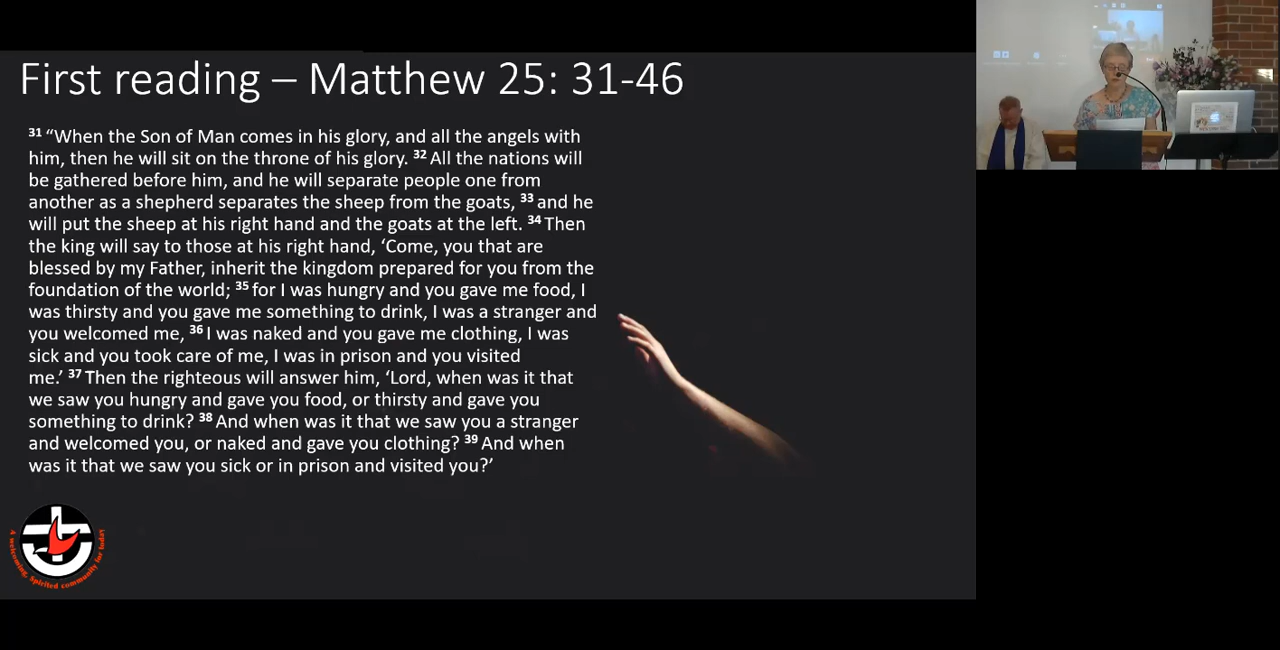 First reading – Matthew 25: 31-46
31 “When the Son of Man comes in his glory, and all the angels with
him, then he will sit on the throne of his glory. 32 All the nations will
be gathered before him, and he will separate people one from
another as a shepherd separates the sheep from the goats, 33 and he
will put the sheep at his right hand and the goats at the left. 34 Then
the king will say to those at his right hand, ‘Come, you that are
blessed by my Father, inherit the kingdom prepared for you from the
foundation of the world; 35 for I was hungry and you gave me food, I
was thirsty and you gave me something to drink, I was a stranger and
you welcomed me, 36 I was naked and you gave me clothing, I was
sick and you took care of me, I was in prison and you visited
me.’ 37 Then the righteous will answer him, ‘Lord, when was it that
we saw you hungry and gave you food, or thirsty and gave you
something to drink? 38 And when was it that we saw you a stranger
and welcomed you, or naked and gave you clothing? 39 And when
was it that we saw you sick or in prison and visited you?’
A welcoming, Spirited community for today